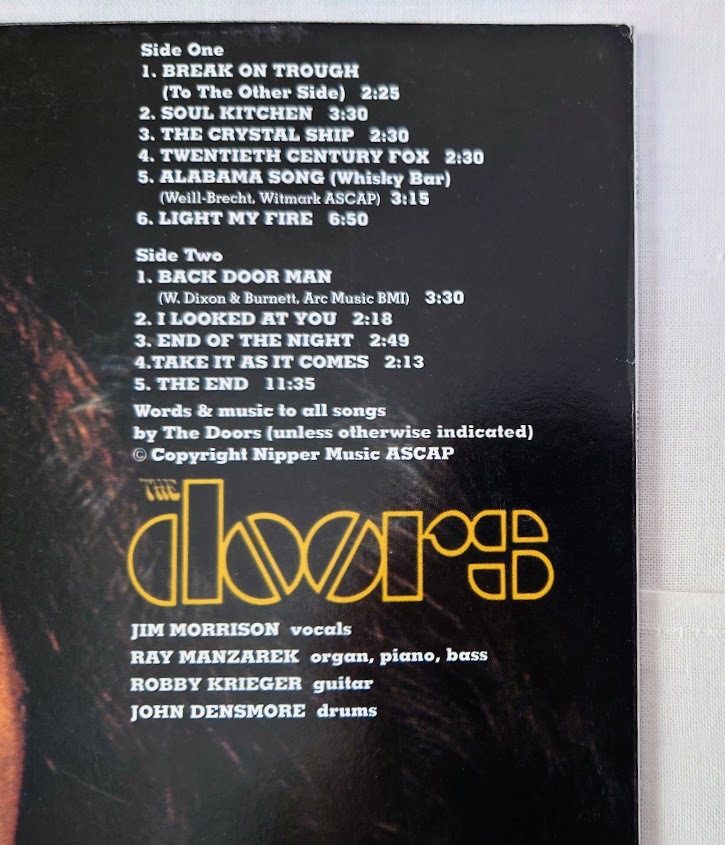 Side One
1. BREAK ON TROUGH
(To The Other Side) 2:25
2. SOUL KITCHEN 3:30
3. THE CRYSTAL SHIP 2:30
4. TWENTIETH CENTURY FOX 2:30
5. ALABAMA SONG (Whisky Bar)
(Weill-Brecht, Witmark ASCAP) 3:15
6. LIGHT MY FIRE 6:50
Side Two
1. BACK DOOR MAN
(W. Dixon & Burnett, Arc Music BMI) 3:30
2. I LOOKED AT YOU 2:18
3. END OF THE NIGHT 2:49
4.TAKE IT AS IT COMES 2:13
5. THE END 11:35
Words & music to all songs
by The Doors (unless otherwise indicated)
© Copyright Nipper Music ASCAP
THE
doors
JIM MORRISON vocals
RAY MANZAREK organ, piano, bass
ROBBY KRIEGER guitar
JOHN DENSMORE drums